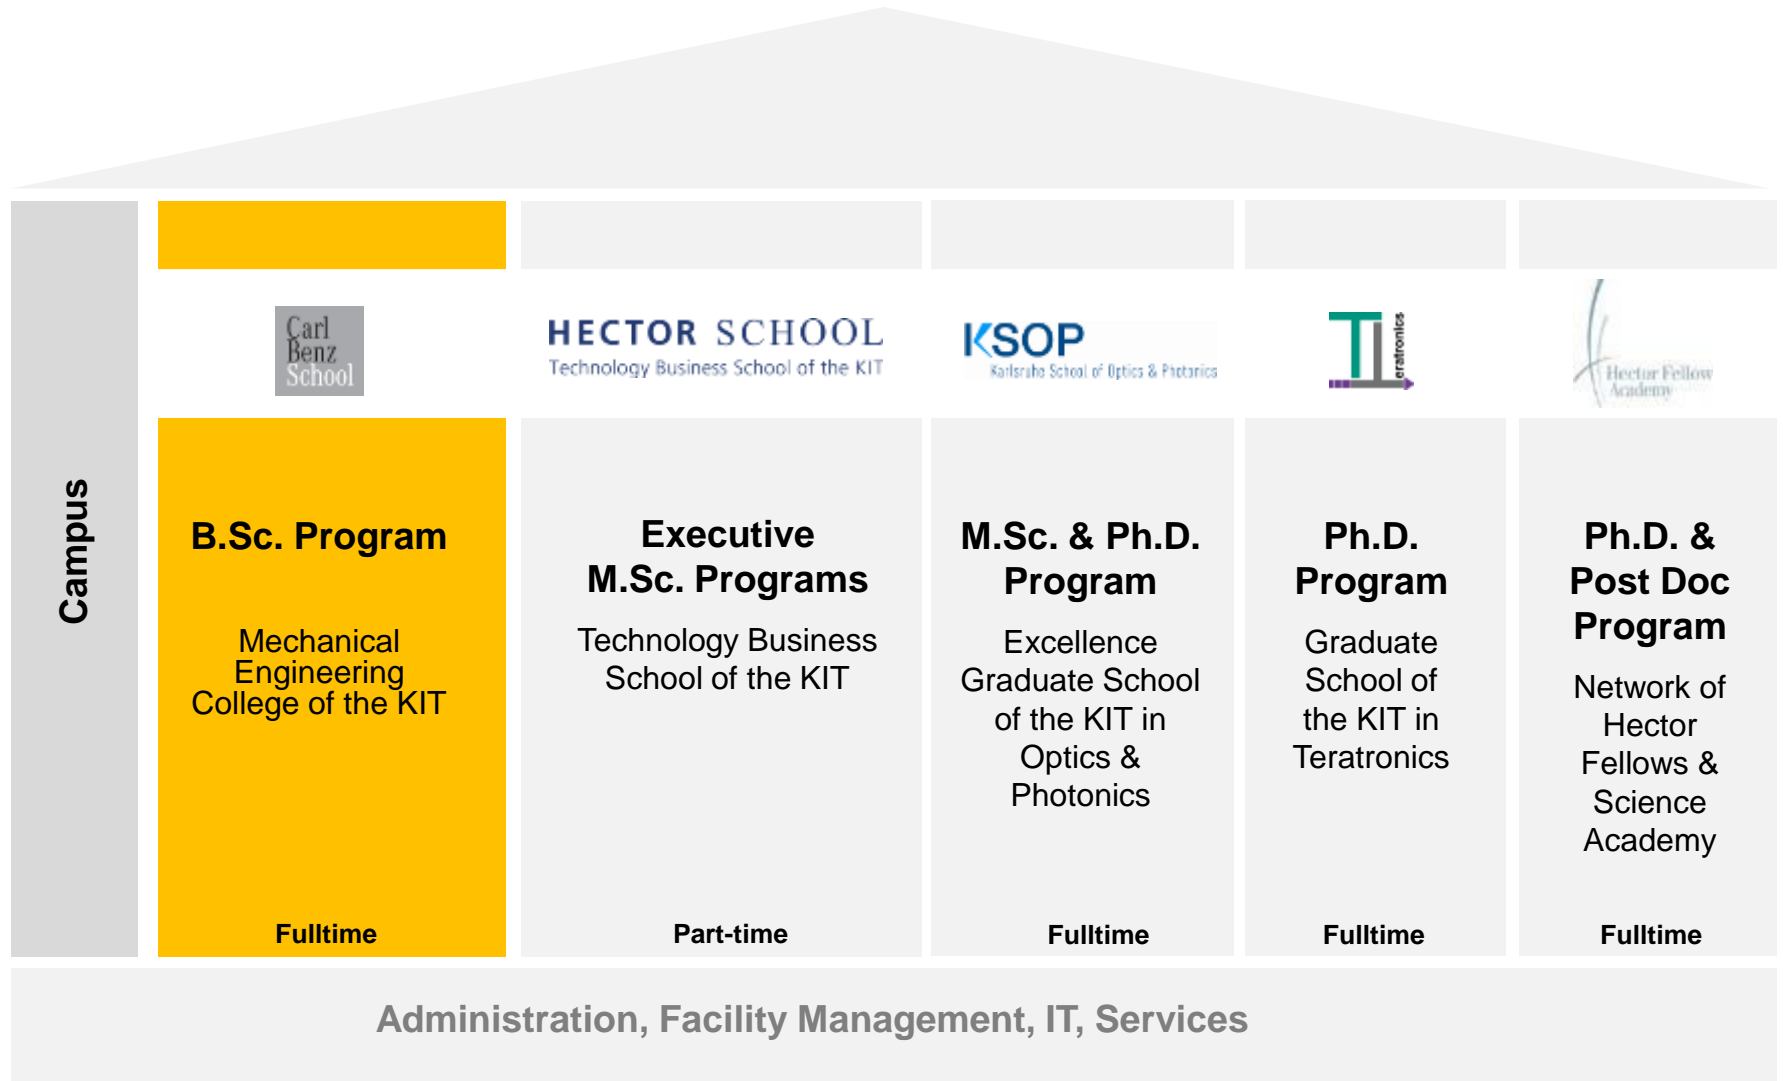 Campus
Carl
Benz
School
B.Sc. Program
Mechanical
Engineering
College of the KIT
Fulltime
HECTOR SCHOOL
Technology Business School of the KIT
Executive
M.Sc. Programs
Technology Business
School of the KIT
Part-time
KSOP
Karlsruhe School of Optics & Photonics
M.Sc. & Ph.D.
Program
Excellence
Graduate School
of the KIT in
Optics &
Photonics
Fulltime
Teratronics
Ph.D.
Program
Graduate
School of
the KIT in
Teratronics
Fulltime
Hector Fellow
Academy
Ph.D. &
Post Doc
Program
Network of
Hector
Fellows &
Science
Academy
Fulltime
Administration, Facility Management, IT, Services